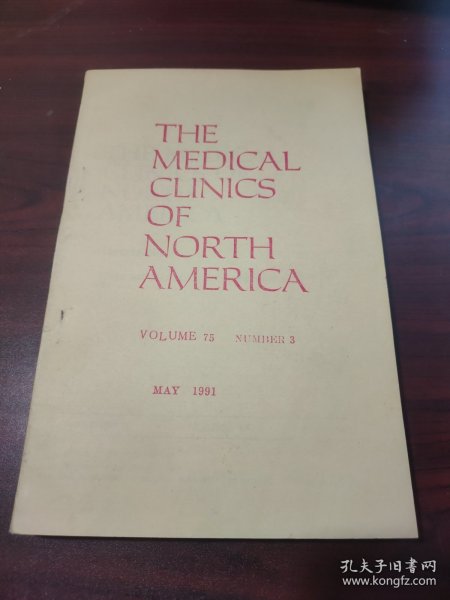 THE
MEDICAL
CLINICS
OF
NORTH
AMERICA
VOLUME 75 NUMBER 3
MAY 1991
孔夫子旧书网
www.kongfz.com